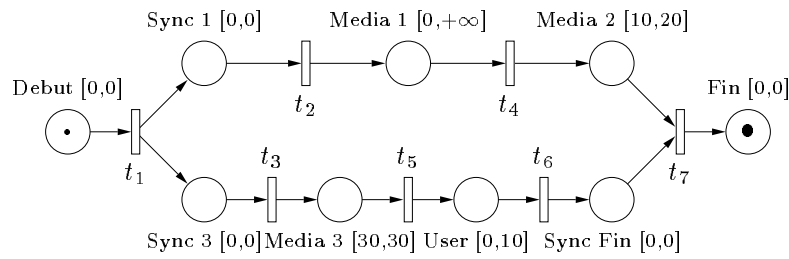 Sync 1 [0,0] Media 1 [0,+∞] Media 2 [10,20]
Debut [0,0] Fin [0,0]
t2 t4
t1 t3 t5 t6 t7
Sync 3 [0,0] Media 3 [30,30] User [0,10] Sync Fin [0,0]